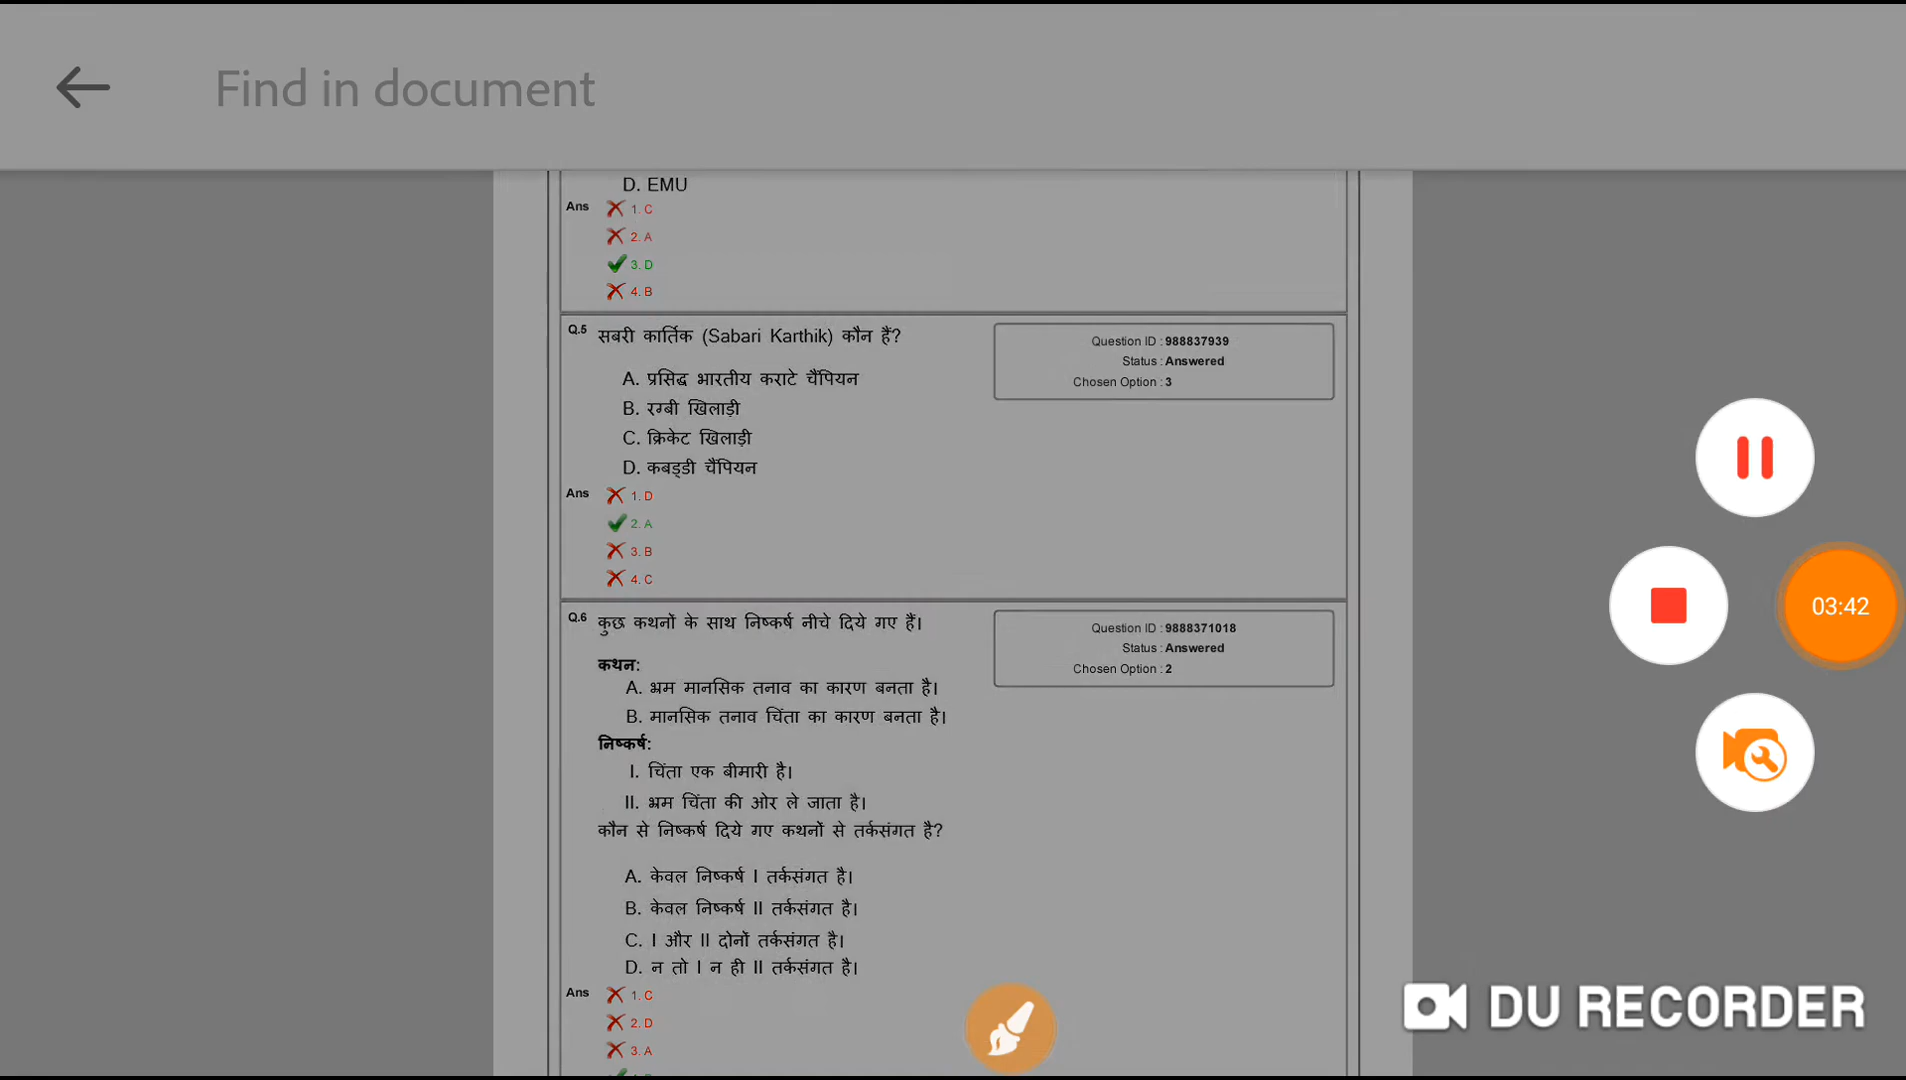 Find in document
D. EMU
Ans
1. C
2. A
3. D
4. B
Q.5 सबरी कार्तिक (Sabari Karthik) कौन हैं?
Question ID : 988837939
Status : Answered
Chosen Option : 3
A. प्रसिद्ध भारतीय कराटे चैंपियन
B. रग्बी खिलाड़ी
C. क्रिकेट खिलाड़ी
D. कबड्डी चैंपियन
Ans
1. D
2. A
3. B
4. C
Q.6 कुछ कथनों के साथ निष्कर्ष नीचे दिये गए हैं।
Question ID : 9888371018
Status : Answered
Chosen Option : 2
कथन:
A. भ्रम मानसिक तनाव का कारण बनता है।
B. मानसिक तनाव चिंता का कारण बनता है।
निष्कर्ष:
I. चिंता एक बीमारी है।
II. भ्रम चिंता की ओर ले जाता है।
कौन से निष्कर्ष दिये गए कथनों से तर्कसंगत है?
A. केवल निष्कर्ष I तर्कसंगत है।
B. केवल निष्कर्ष II तर्कसंगत है।
C. I और II दोनों तर्कसंगत है।
D. न तो I न ही II तर्कसंगत है।
Ans
1. C
2. D
3. A
03:42
DU RECORDER